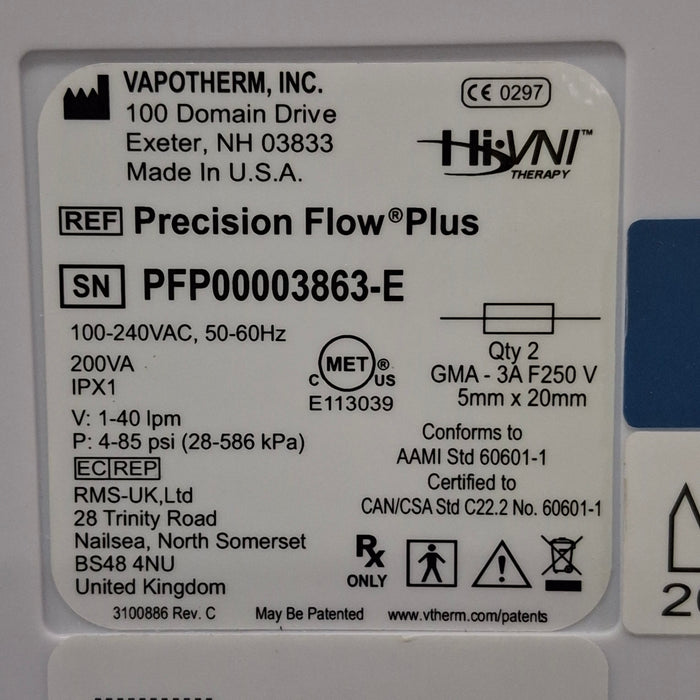 VAPOTHERM, INC.
100 Domain Drive
Exeter, NH 03833
Made In U.S.A.
CE 0297
Hi-VNI™
THERAPY
REF Precision Flow®Plus
SN PFP00003863-E
100-240VAC, 50-60Hz
200VA
IPX1
V: 1-40 lpm
P: 4-85 psi (28-586 kPa)
C MET® US
E113039
Qty 2
GMA - 3A F250 V
5mm x 20mm
Conforms to
AAMI Std 60601-1
Certified to
CAN/CSA Std C22.2 No. 60601-1
EC REP
RMS-UK,Ltd
28 Trinity Road
Nailsea, North Somerset
BS48 4NU
United Kingdom
Rx
ONLY
3100886 Rev. C May Be Patented www.vtherm.com/patents